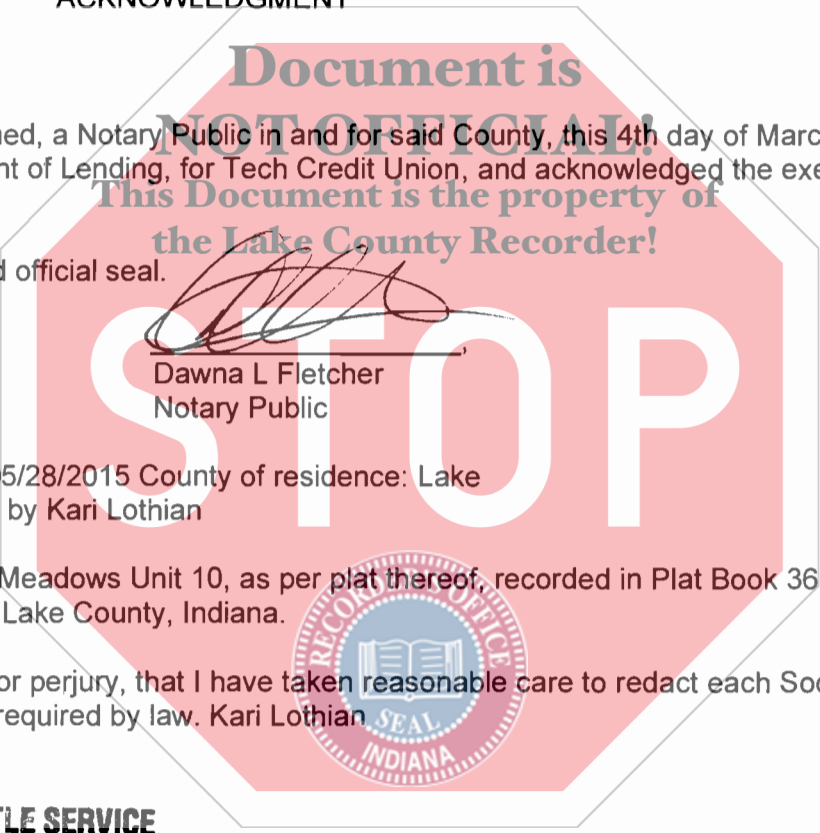 ACKNOWLEDGMENT
Document is
NOT OFFICIAL!
ned, a Notary Public in and for said County, this 4th day of Marc
nt of Lending, for Tech Credit Union, and acknowledged the exe
This Document is the property of
the Lake County Recorder!
d official seal.
STOP
Dawna L Fletcher
Notary Public
5/28/2015 County of residence: Lake
by Kari Lothian
Meadows Unit 10, as per plat thereof, recorded in Plat Book 36
Lake County, Indiana.
RECORDER'S OFFICE
SEAL
INDIANA
or perjury, that I have taken reasonable care to redact each Soc
required by law. Kari Lothian
TLE SERVICE